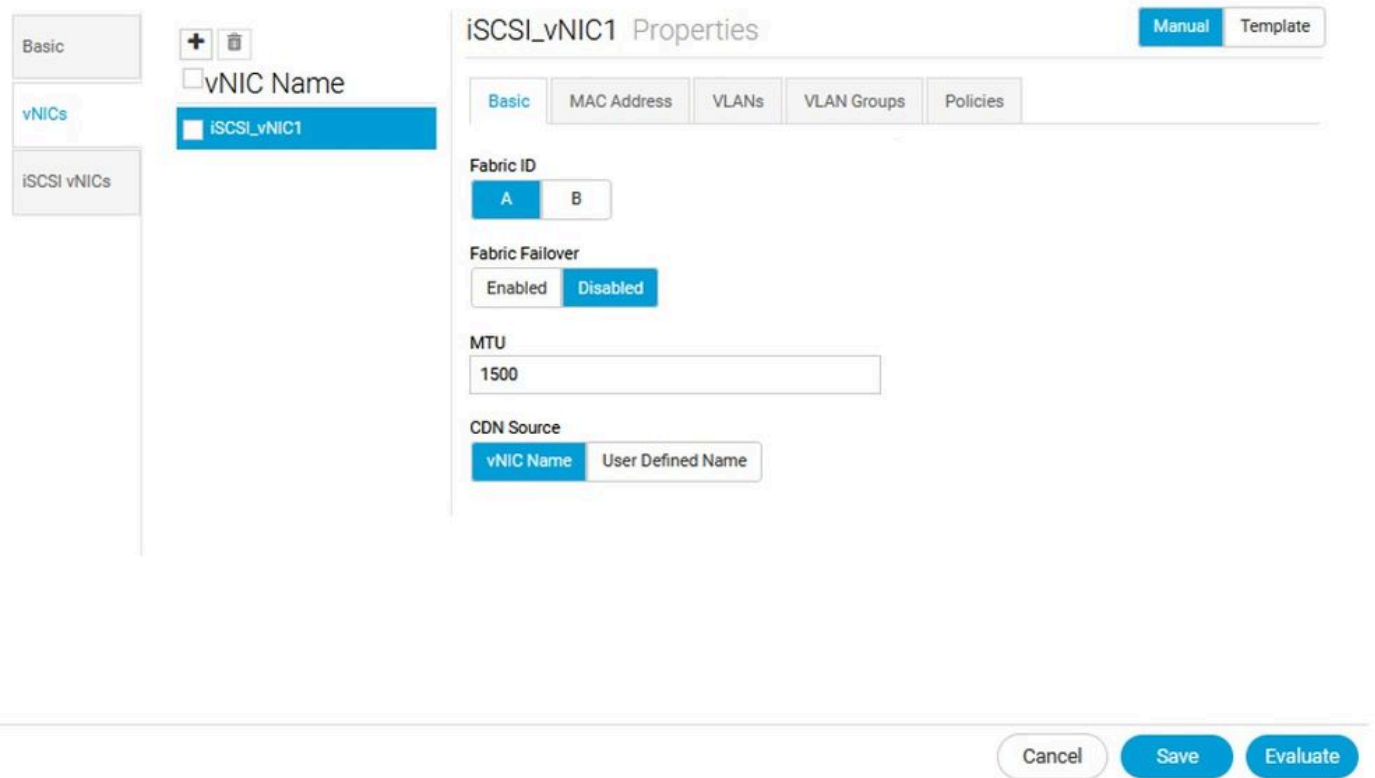 Basic
vNICs
iSCSI vNICs
vNIC Name
iSCSI_vNIC1
iSCSI_vNIC1 Properties
Manual Template
Basic MAC Address VLANs VLAN Groups Policies
Fabric ID
A B
Fabric Failover
Enabled Disabled
MTU
1500
CDN Source
vNIC Name User Defined Name
Cancel Save Evaluate